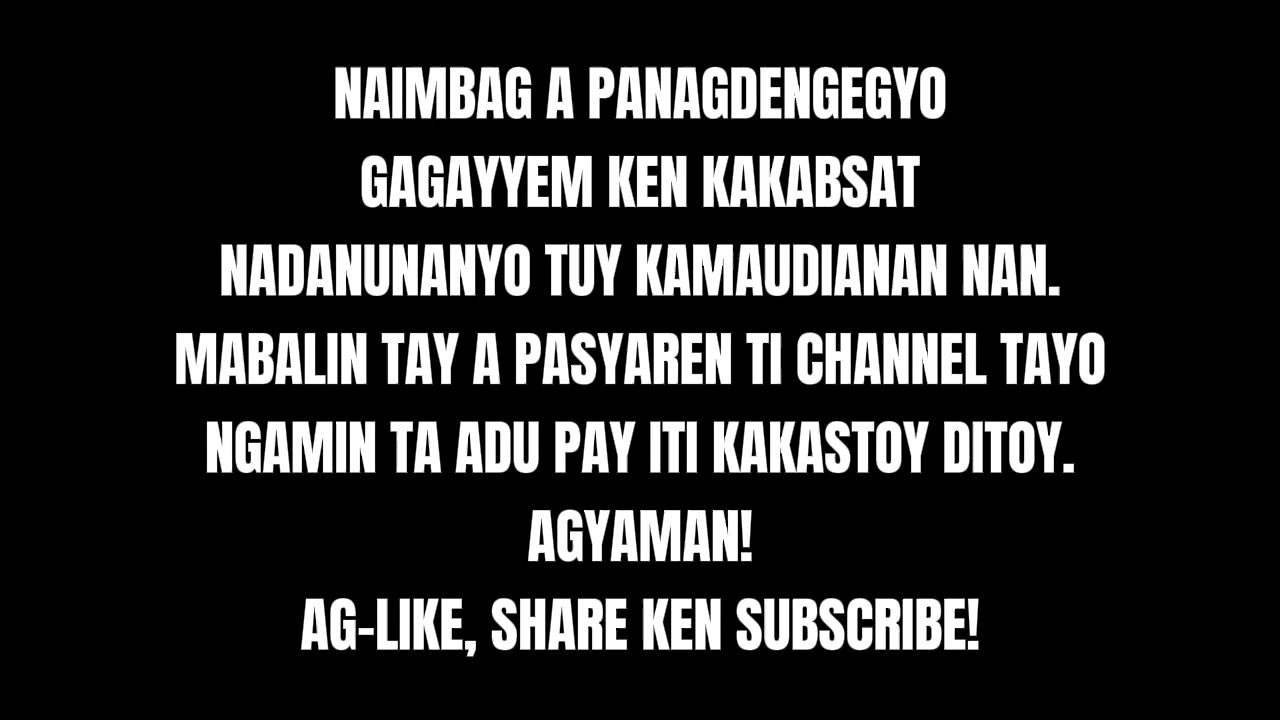 NAIMBAG A PANAGDENGEGYO
GAGAYYEM KEN KAKABSAT
NADANUNANYO TUY KAMAUDIANAN NAN.
MABALIN TAY A PASYAREN TI CHANNEL TAYO
NGAMIN TA ADU PAY ITI KAKASTOY DITOY.
AGYAMAN!
AG-LIKE, SHARE KEN SUBSCRIBE!